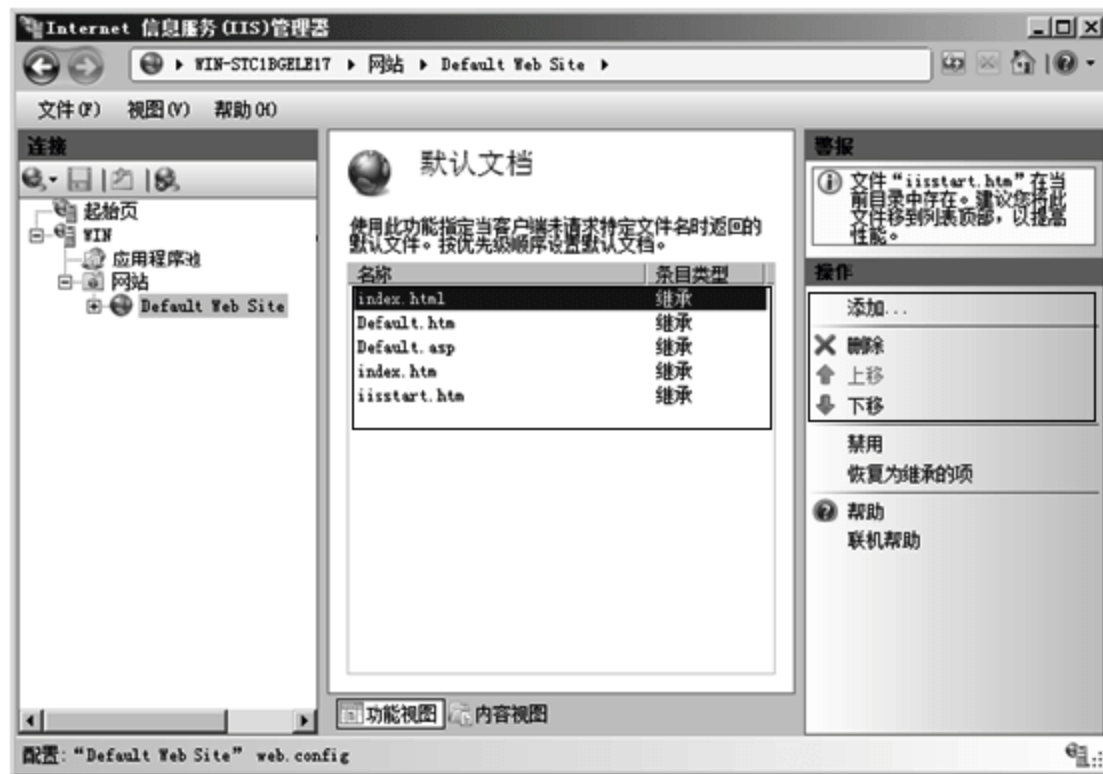 Internet 信息服务(IIS)管理器
WIN-STC1BGELE17 ▸ 网站 ▸ Default Web Site ▸
文件(F) 视图(V) 帮助(H)
连接
起始页
WIN
应用程序池
网站
Default Web Site
默认文档
使用此功能指定当客户端未请求特定文件名时返回的
默认文件。按优先级顺序设置默认文档。
名称 条目类型
index.html 继承
Default.htm 继承
Default.asp 继承
index.htm 继承
iisstart.htm 继承
功能视图 内容视图
警报
文件“iisstart.htm”在当
前目录中存在。建议您将此
文件移到列表顶部，以提高
性能。
操作
添加...
删除
上移
下移
禁用
恢复为继承的项
帮助
联机帮助
配置:“Default Web Site” web.config